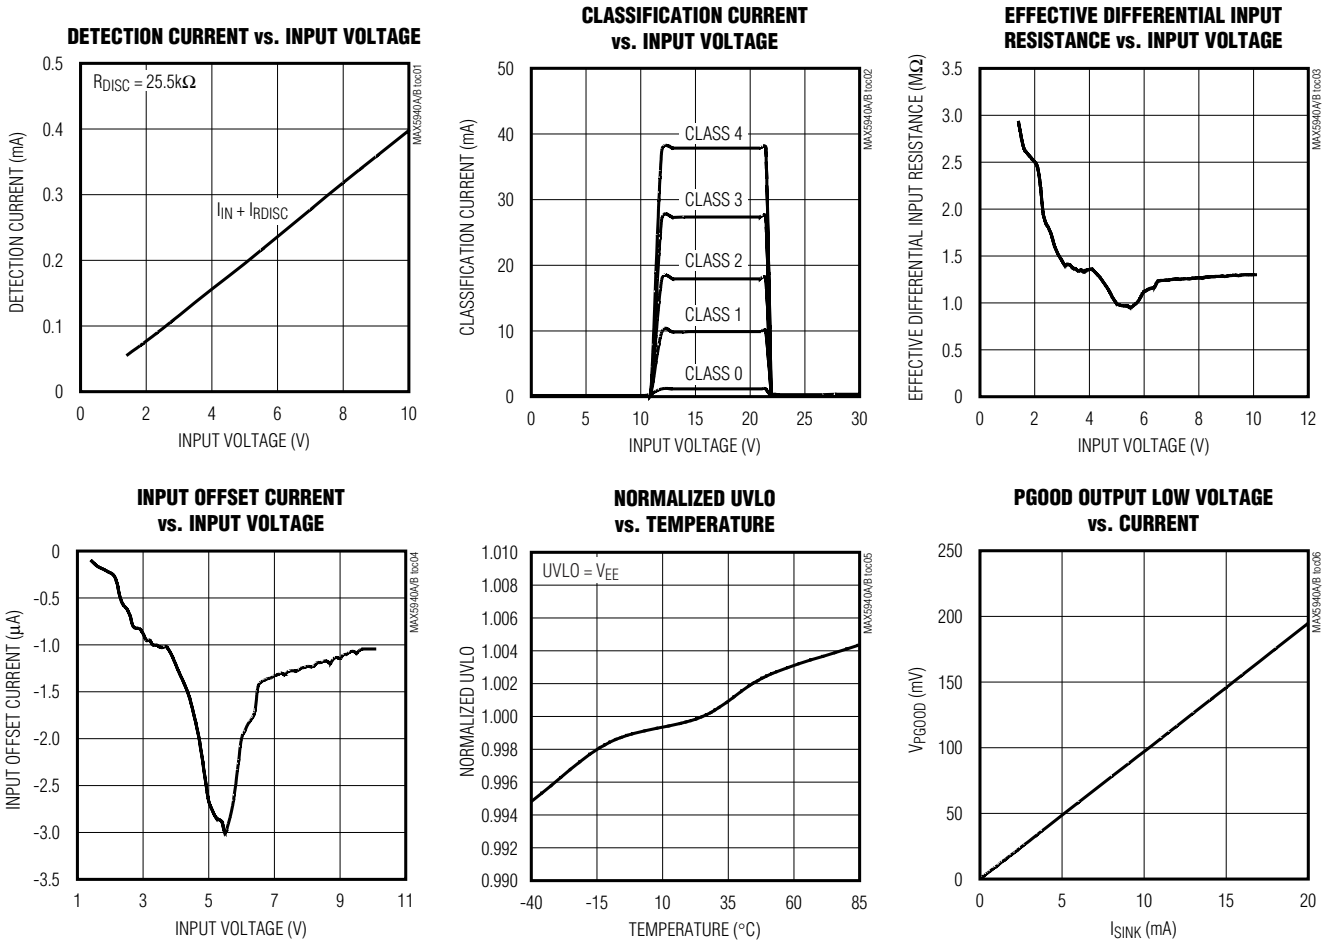 DETECTION CURRENT vs. INPUT VOLTAGE
0.5
0.4
0.3
0.2
0.1
0
DETECTION CURRENT (mA)
RDISC = 25.5kΩ
IIN + IRDISC
0 2 4 6 8 10
INPUT VOLTAGE (V)
MAX5940A/B toc01
CLASSIFICATION CURRENT
vs. INPUT VOLTAGE
50
40
30
20
10
0
CLASSIFICATION CURRENT (mA)
CLASS 4
CLASS 3
CLASS 2
CLASS 1
CLASS 0
0 5 10 15 20 25 30
INPUT VOLTAGE (V)
MAX5940A/B toc02
EFFECTIVE DIFFERENTIAL INPUT
RESISTANCE vs. INPUT VOLTAGE
3.5
3.0
2.5
2.0
1.5
1.0
0.5
0
EFFECTIVE DIFFERENTIAL INPUT RESISTANCE (MΩ)
0 2 4 6 8 10 12
INPUT VOLTAGE (V)
MAX5940A/B toc03
INPUT OFFSET CURRENT
vs. INPUT VOLTAGE
0
-0.5
-1.0
-1.5
-2.0
-2.5
-3.0
-3.5
INPUT OFFSET CURRENT (µA)
1 3 5 7 9 11
INPUT VOLTAGE (V)
MAX5940A/B toc04
NORMALIZED UVLO
vs. TEMPERATURE
1.010
1.008
1.006
1.004
1.002
1.000
0.998
0.996
0.994
0.992
0.990
NORMALIZED UVLO
UVLO = VEE
-40 -15 10 35 60 85
TEMPERATURE (°C)
MAX5940A/B toc05
PGOOD OUTPUT LOW VOLTAGE
vs. CURRENT
250
200
150
100
50
0
VPGOOD (mV)
0 5 10 15 20
ISINK (mA)
MAX5940A/B toc06